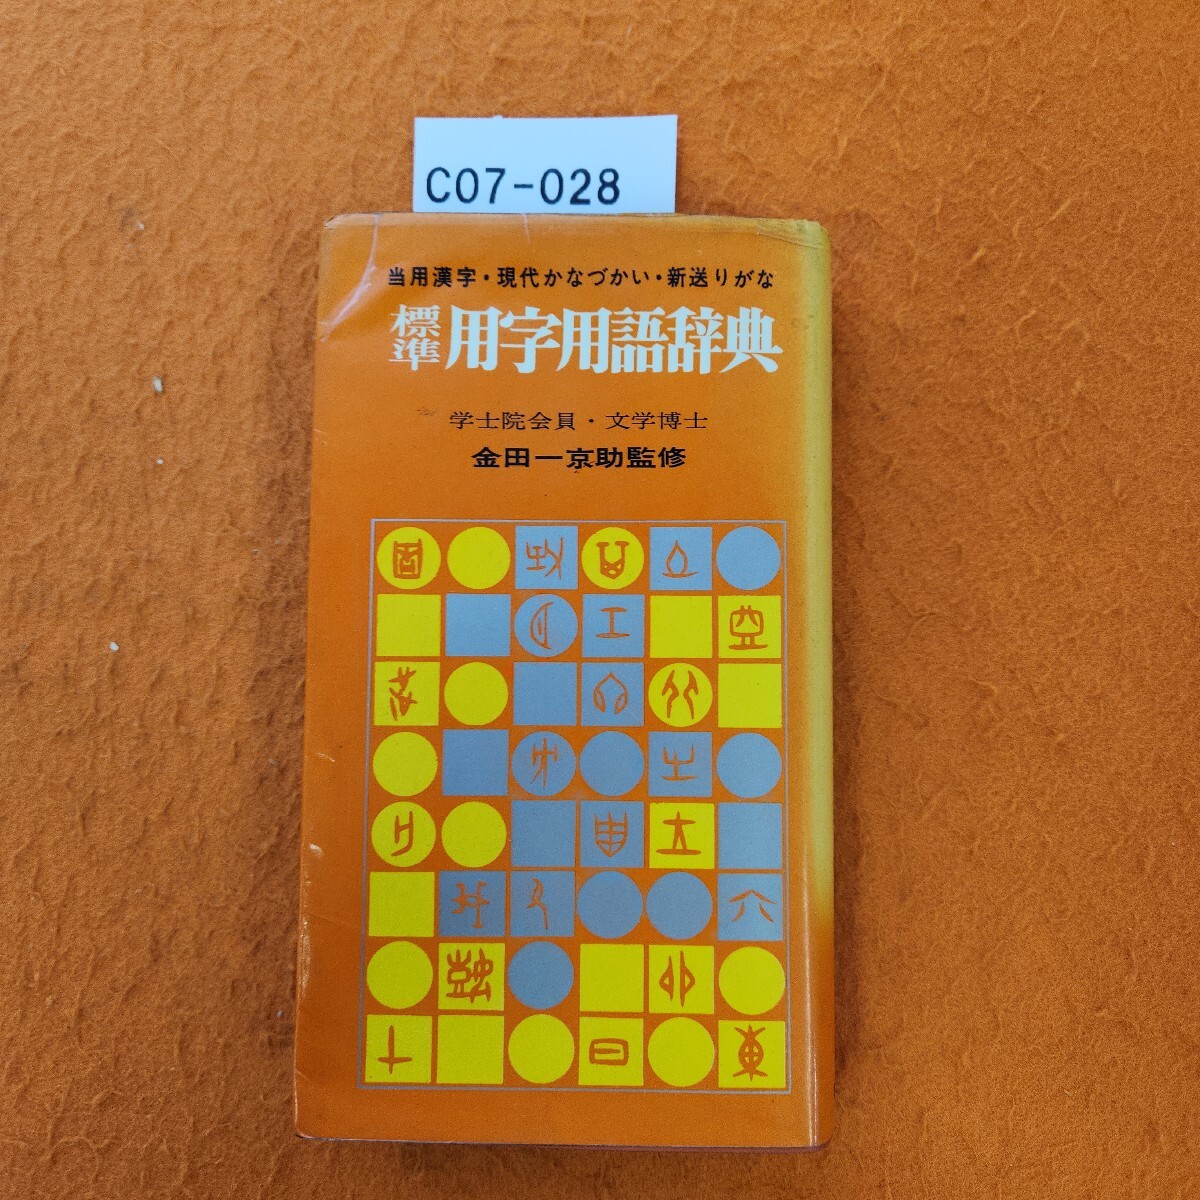 C07-028
当用漢字・現代かなづかい・新送りがな
標準 用字用語辞典
学士院会員・文学博士
金田一京助監修